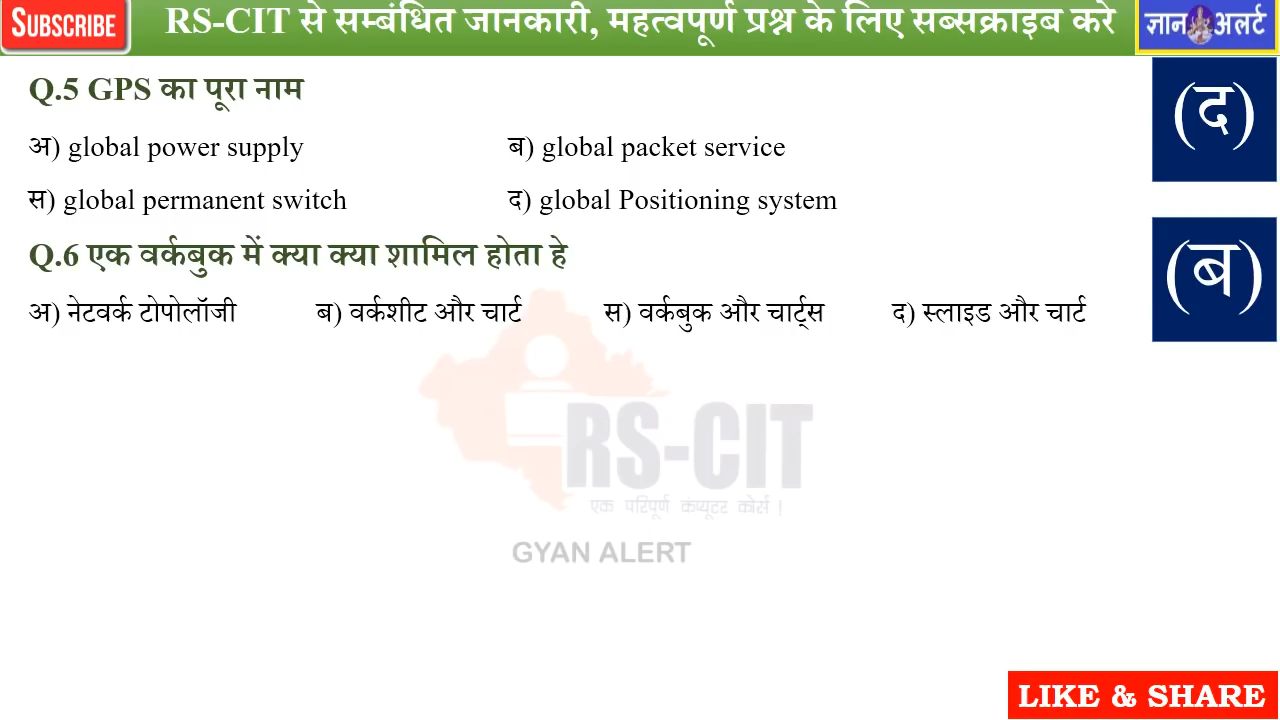 SUBSCRIBE
RS-CIT से सम्बंधित जानकारी, महत्वपूर्ण प्रश्न के लिए सब्सक्राइब करे
ज्ञान अलर्ट
Q.5 GPS का पूरा नाम
(द)
अ) global power supply ब) global packet service
स) global permanent switch द) global Positioning system
Q.6 एक वर्कबुक में क्या क्या शामिल होता हे
(ब)
अ) नेटवर्क टोपोलॉजी ब) वर्कशीट और चार्ट स) वर्कबुक और चार्ट्स द) स्लाइड और चार्ट
RS-CIT
एक परिपूर्ण कंप्यूटर कोर्स।
GYAN ALERT
LIKE & SHARE